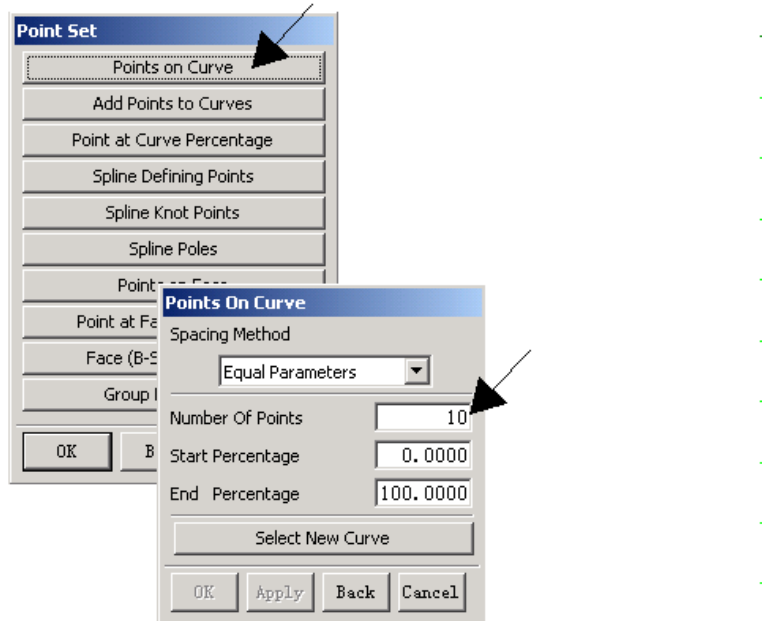 Point Set
Points on Curve
Add Points to Curves
Point at Curve Percentage
Spline Defining Points
Spline Knot Points
Spline Poles
Point
Point at Fa
Face (B-S
Group
OK
B
Points On Curve
Spacing Method
Equal Parameters
Number Of Points 10
Start Percentage 0.0000
End Percentage 100.0000
Select New Curve
OK Apply Back Cancel